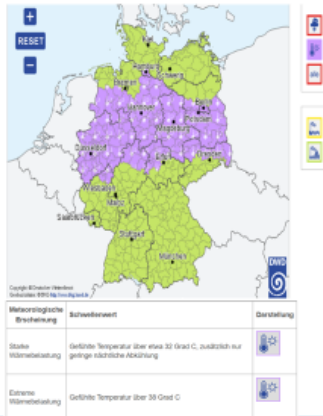 +
RESET
−
Kiel
Hamburg
Schwerin
Bremen
Hannover
Berlin
Potsdam
Magdeburg
Düsseldorf
Erfurt
Dresden
Wiesbaden
Mainz
Saarbrücken
Stuttgart
München
DWD
Copyright © Deutscher Wetterdienst
Meteorologische Erscheinung
Schwellenwert
Darstellung
Starke Wärmebelastung
Gefühlte Temperatur über etwa 32 Grad C, zusätzlich nur
geringe nächtliche Abkühlung
Extreme Wärmebelastung
Gefühlte Temperatur über 38 Grad C